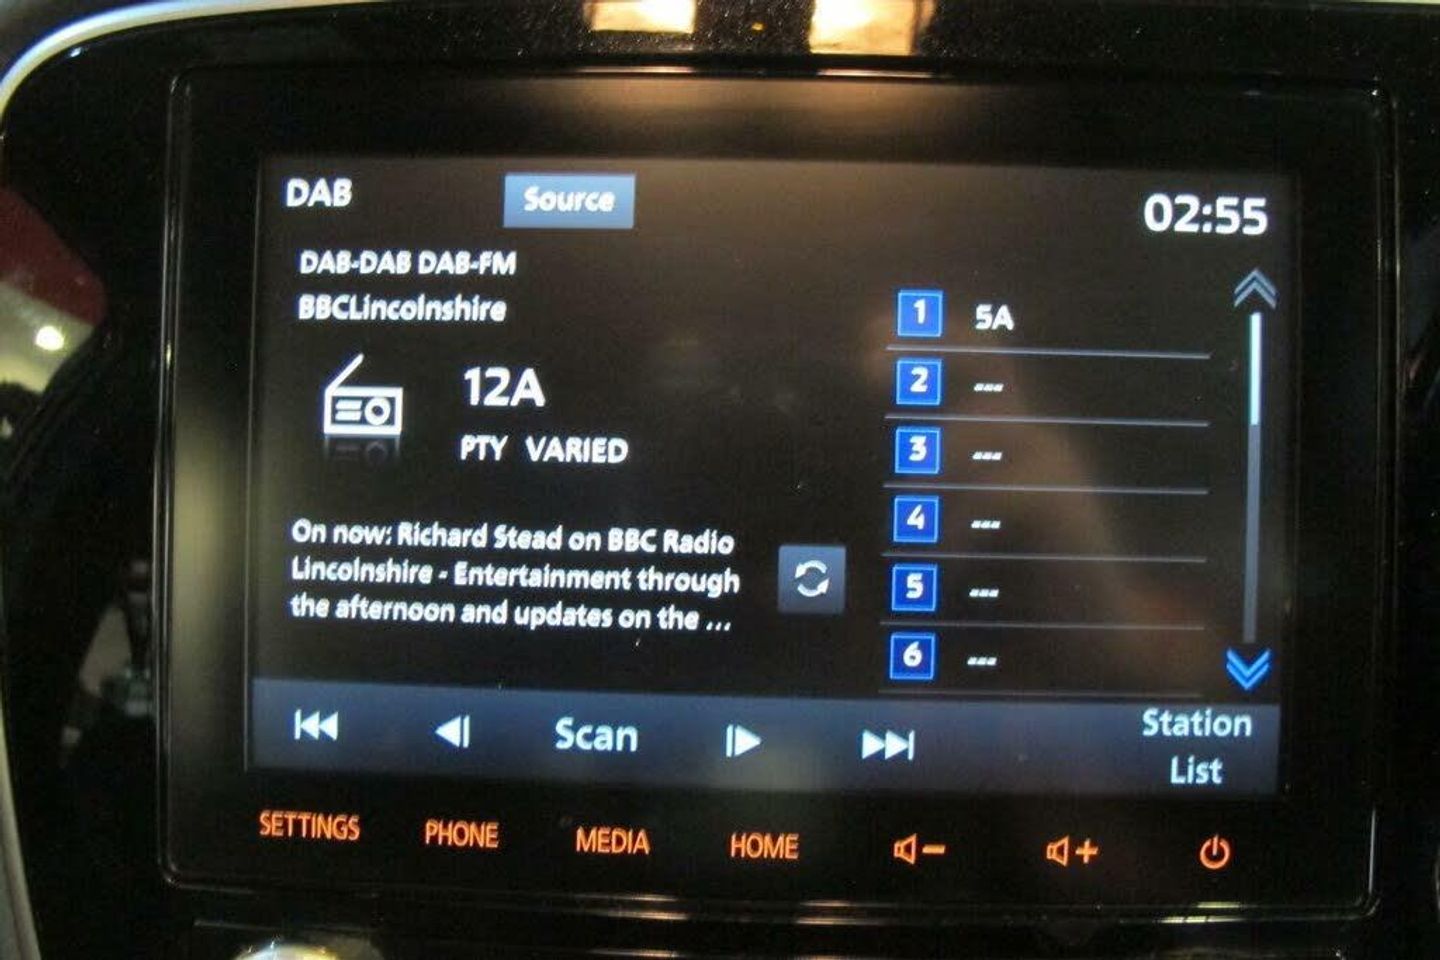 DAB
Source
02:55
DAB-DAB DAB-FM
BBCLincolnshire
12A
PTY VARIED
On now: Richard Stead on BBC Radio
Lincolnshire - Entertainment through
the afternoon and updates on the ...
1 5A
2 ---
3 ---
4 ---
5 ---
6 ---
Scan
Station
List
SETTINGS PHONE MEDIA HOME